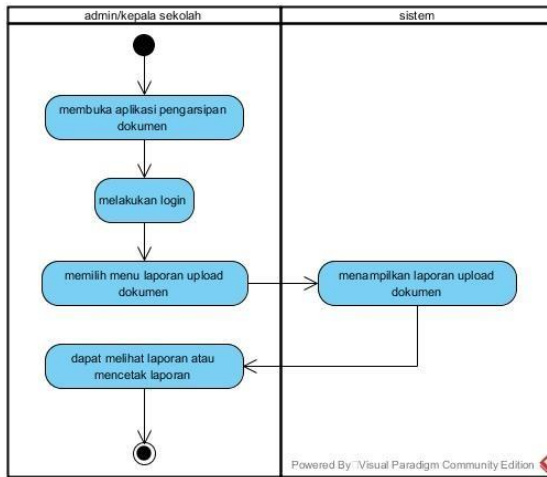 admin/kepala sekolah
sistem
membuka aplikasi pengarsipan
dokumen
melakukan login
memilih menu laporan upload
dokumen
menampilkan laporan upload
dokumen
dapat melihat laporan atau
mencetak laporan
Powered By Visual Paradigm Community Edition